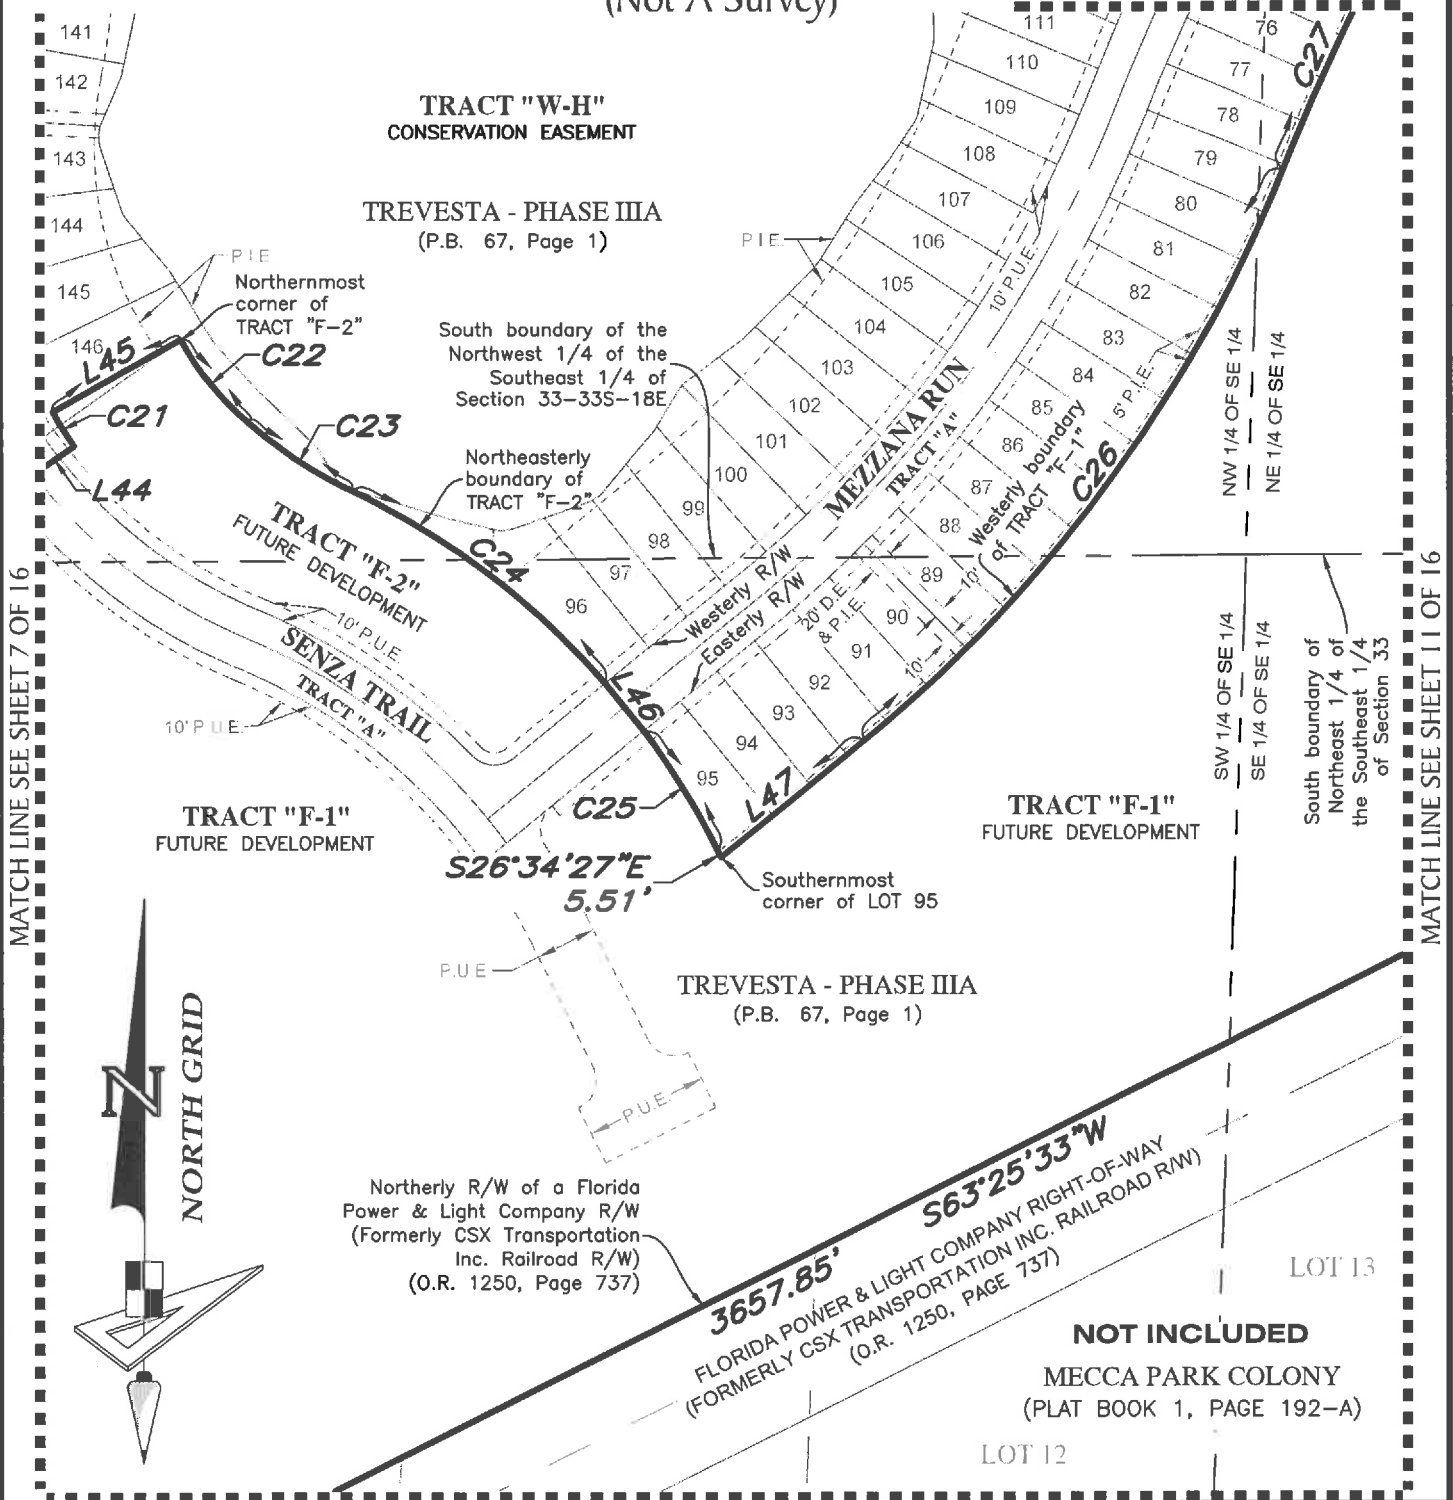 (Not A Survey)
141
142
143
144
145
146
TRACT "W-H"
CONSERVATION EASEMENT
TREVESTA - PHASE IIIA
(P.B. 67, Page 1)
P.I.E.
P.I.E.
Northernmost
corner of
TRACT "F-2"
L45
C22
C21
C23
L44
South boundary of the
Northwest 1/4 of the
Southeast 1/4 of
Section 33-33S-18E
Northeasterly
boundary of
TRACT "F-2"
111
110
109
108
107
106
105
104
103
102
101
100
99
98
97
96
76
77
78
79
80
81
82
83
84
85
86
87
88
89
90
91
92
93
94
95
C27
10' P.U.E.
MEZZANA RUN
TRACT "A"
5' P.I.E.
Westerly boundary
of TRACT "F-1"
C26
NW 1/4 OF SE 1/4
NE 1/4 OF SE 1/4
TRACT "F-2"
FUTURE DEVELOPMENT
C24
10' P.U.E.
SENZA TRAIL
TRACT "A"
10' P.U.E.
Westerly R/W
Easterly R/W
20' D.E.
& P.I.E.
10'
10'
L46
C25
L47
SW 1/4 OF SE 1/4
SE 1/4 OF SE 1/4
South boundary of
Northeast 1/4 of
the Southeast 1/4
of Section 33
MATCH LINE SEE SHEET 7 OF 16
MATCH LINE SEE SHEET 11 OF 16
TRACT "F-1"
FUTURE DEVELOPMENT
TRACT "F-1"
FUTURE DEVELOPMENT
S26°34'27"E
5.51'
Southernmost
corner of LOT 95
P.U.E
TREVESTA - PHASE IIIA
(P.B. 67, Page 1)
P.U.E.
N
NORTH GRID
Northerly R/W of a Florida
Power & Light Company R/W
(Formerly CSX Transportation
Inc. Railroad R/W)
(O.R. 1250, Page 737)
S63°25'33"W
3657.85'
FLORIDA POWER & LIGHT COMPANY RIGHT-OF-WAY
(FORMERLY CSX TRANSPORTATION INC. RAILROAD R/W)
(O.R. 1250, PAGE 737)
LOT 13
NOT INCLUDED
MECCA PARK COLONY
(PLAT BOOK 1, PAGE 192-A)
LOT 12